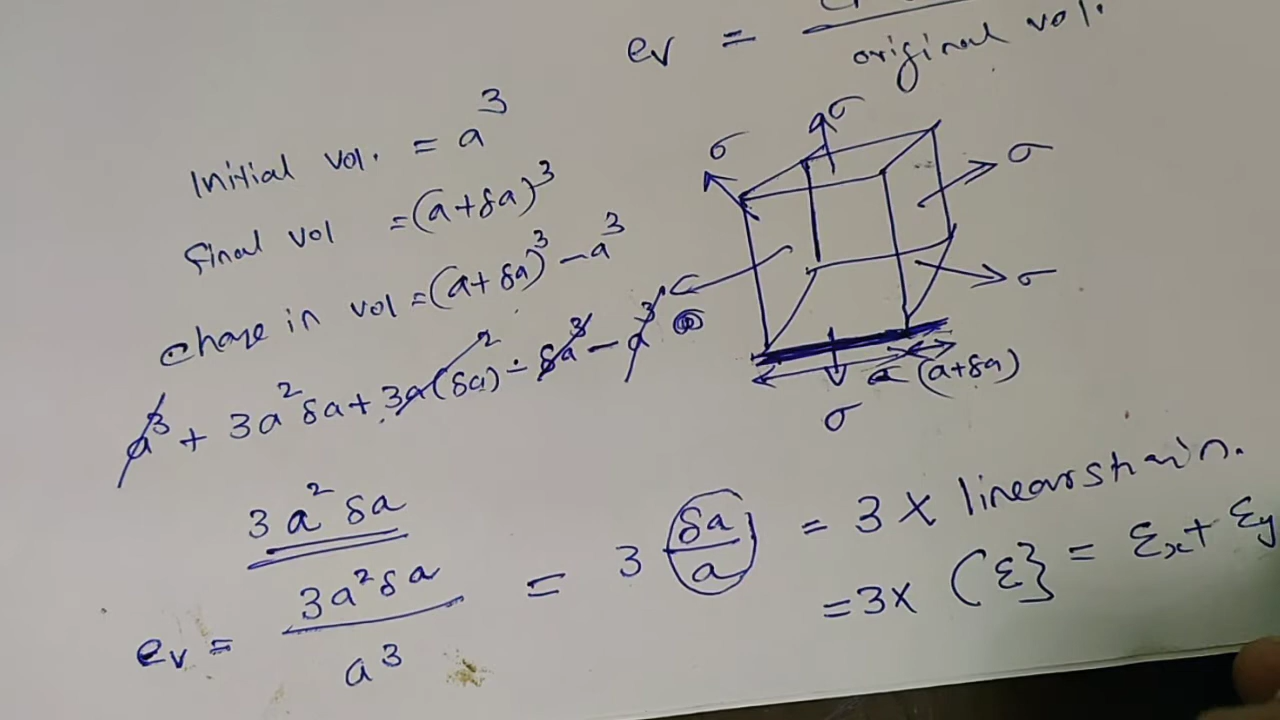 ev = 
original vol.
Initial vol. = a³
final vol = (a+δa)³
chage in vol = (a+δa)³ - a³
a³ + 3a²δa + 3a(δa)² - δa³ - a³
σ
σ
σ
σ
σ
a (a+δa)
3a²δa
ev = 3a²δa / a³ = 3 (δa/a) = 3 × linear strain.
= 3× (ε} = εx + εy